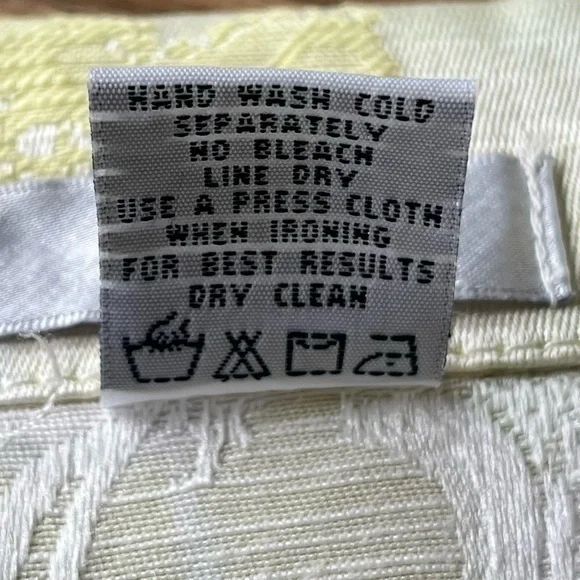 HAND WASH COLD
SEPARATELY
NO BLEACH
LINE DRY
USE A PRESS CLOTH
WHEN IRONING
FOR BEST RESULTS
DRY CLEAN